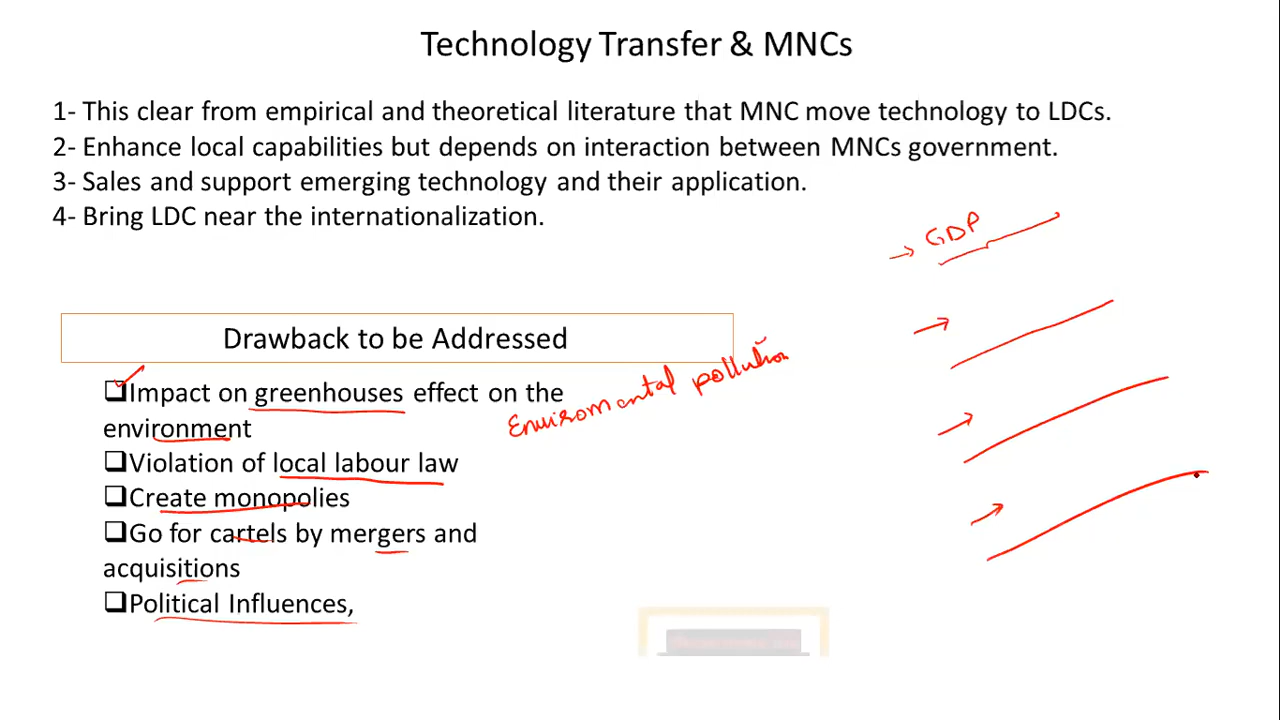 Technology Transfer & MNCs
1- This clear from empirical and theoretical literature that MNC move technology to LDCs.
2- Enhance local capabilities but depends on interaction between MNCs government.
3- Sales and support emerging technology and their application.
4- Bring LDC near the internationalization.
→ GDP
Drawback to be Addressed
❑Impact on greenhouses effect on the
environment
Enviromental pollution
❑Violation of local labour law
❑Create monopolies
❑Go for cartels by mergers and
acquisitions
❑Political Influences,